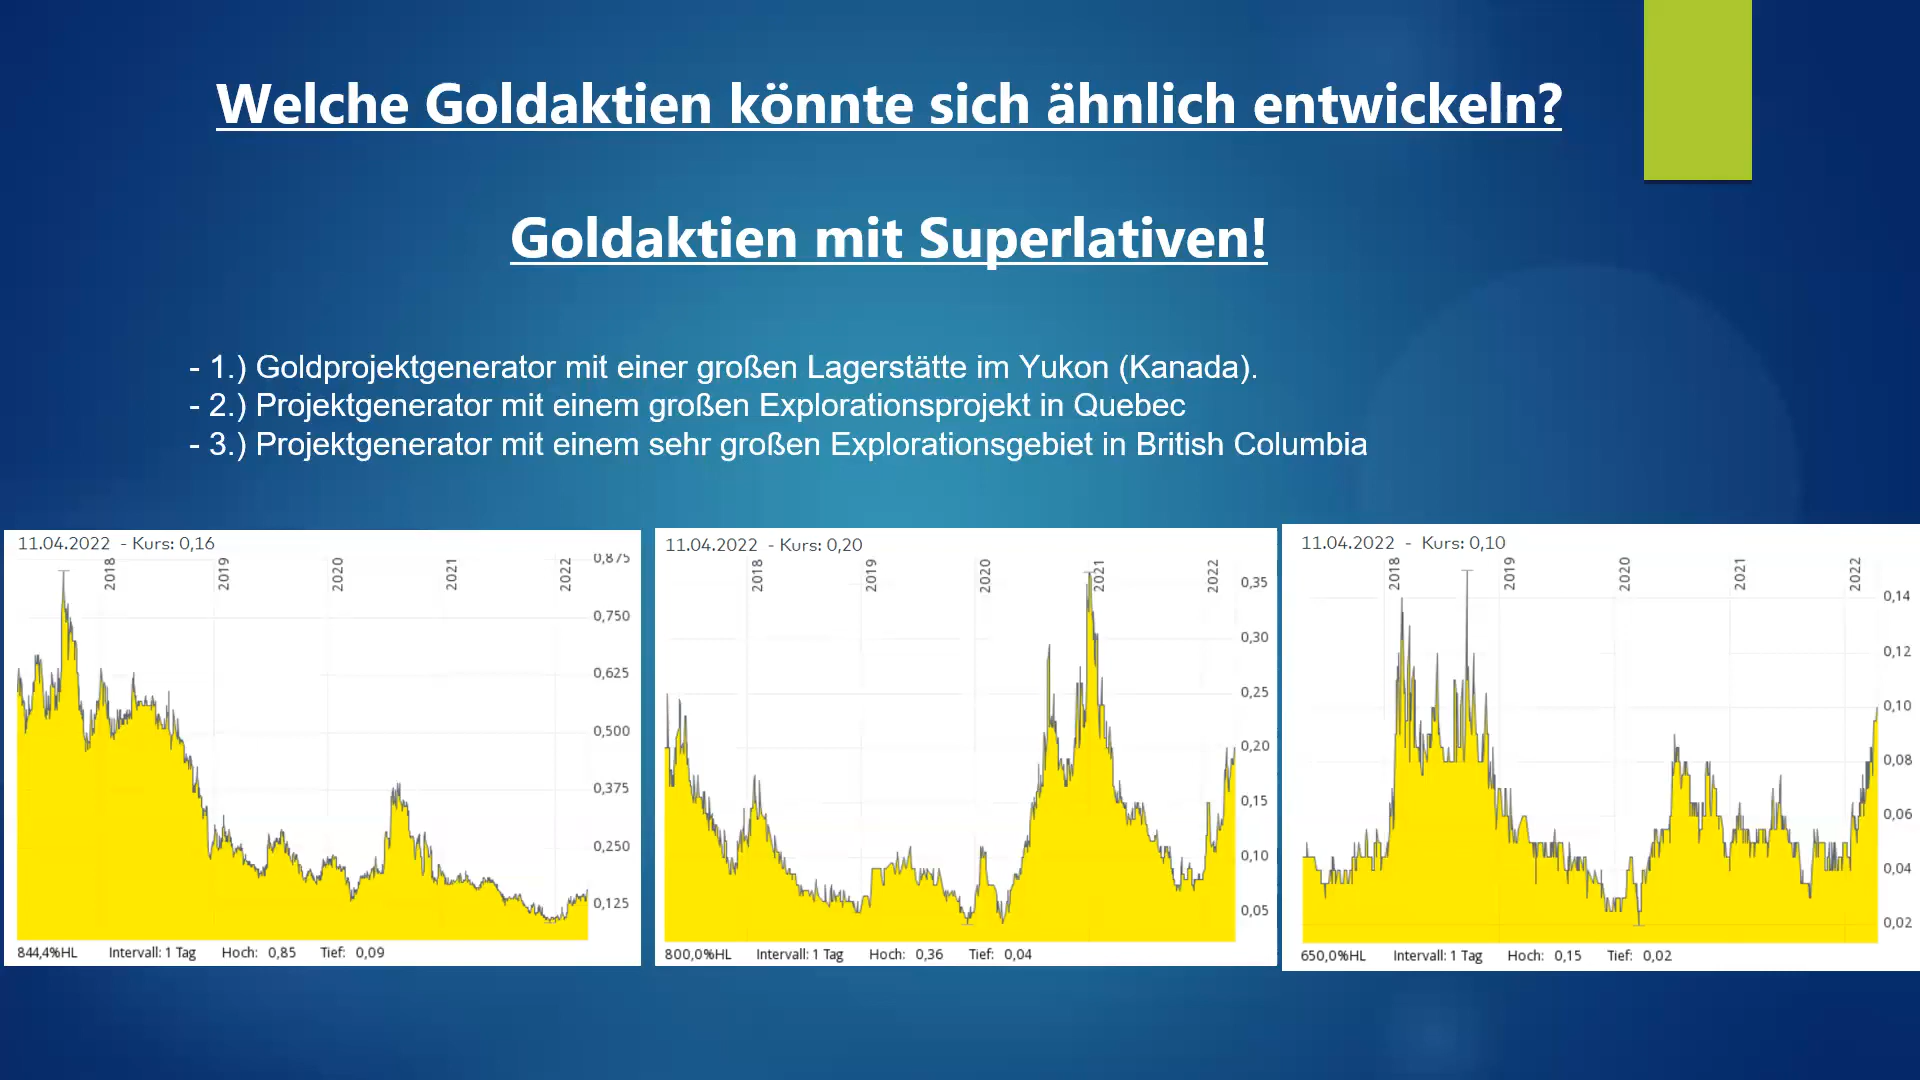 Welche Goldaktien könnte sich ähnlich entwickeln?
Goldaktien mit Superlativen!
- 1.) Goldprojektgenerator mit einer großen Lagerstätte im Yukon (Kanada).
- 2.) Projektgenerator mit einem großen Explorationsprojekt in Quebec
- 3.) Projektgenerator mit einem sehr großen Explorationsgebiet in British Columbia
11.04.2022 - Kurs: 0,16
2018 2019 2020 2021 2022
0,875
0,750
0,625
0,500
0,375
0,250
0,125
844,4%HL Intervall: 1 Tag Hoch: 0,85 Tief: 0,09
11.04.2022 - Kurs: 0,20
2018 2019 2020 2021 2022
0,35
0,30
0,25
0,20
0,15
0,10
0,05
800,0%HL Intervall: 1 Tag Hoch: 0,36 Tief: 0,04
11.04.2022 - Kurs: 0,10
2018 2019 2020 2021 2022
0,14
0,12
0,10
0,08
0,06
0,04
0,02
650,0%HL Intervall: 1 Tag Hoch: 0,15 Tief: 0,02